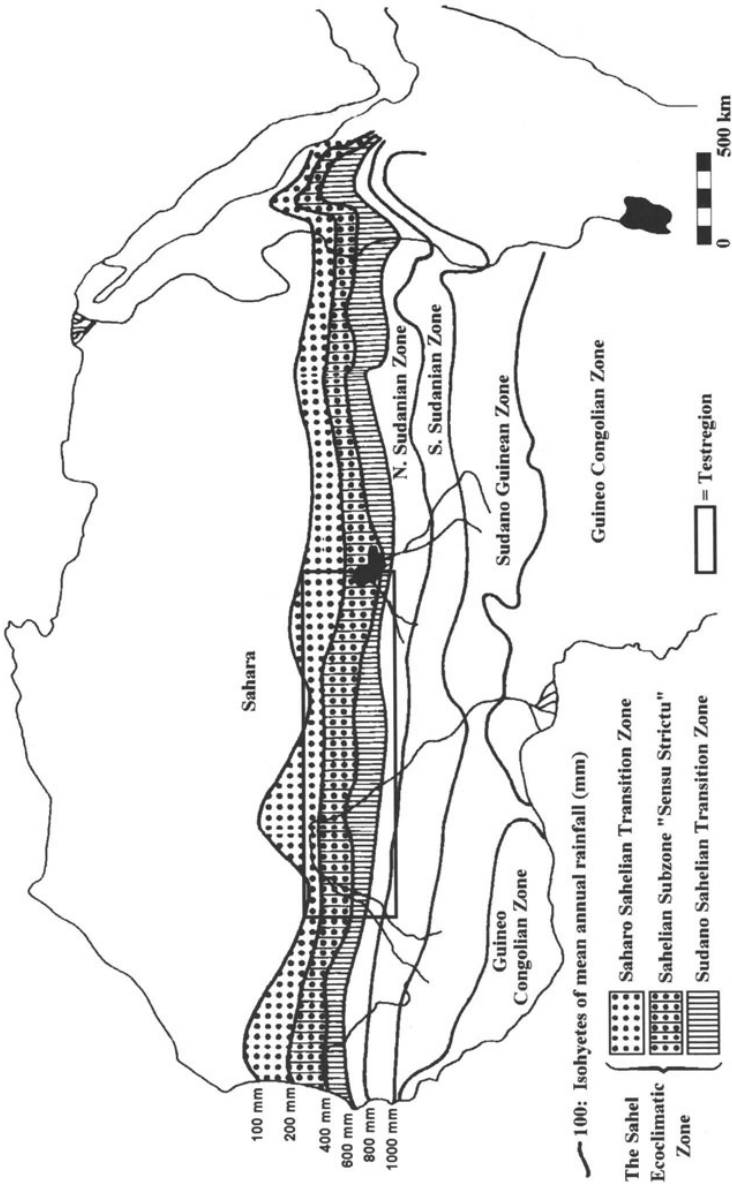 Sahara
100 mm
200 mm
400 mm
600 mm
800 mm
1000 mm
N. Sudanian Zone
S. Sudanian Zone
Sudano Guinean Zone
Guineo Congolian Zone
Guineo
Congolian Zone
100: Isohyetes of mean annual rainfall (mm)
The Sahel
Ecoclimatic
Zone
Saharo Sahelian Transition Zone
Sahelian Subzone "Sensu Strictu"
Sudano Sahelian Transition Zone
= Testregion
0
500 km